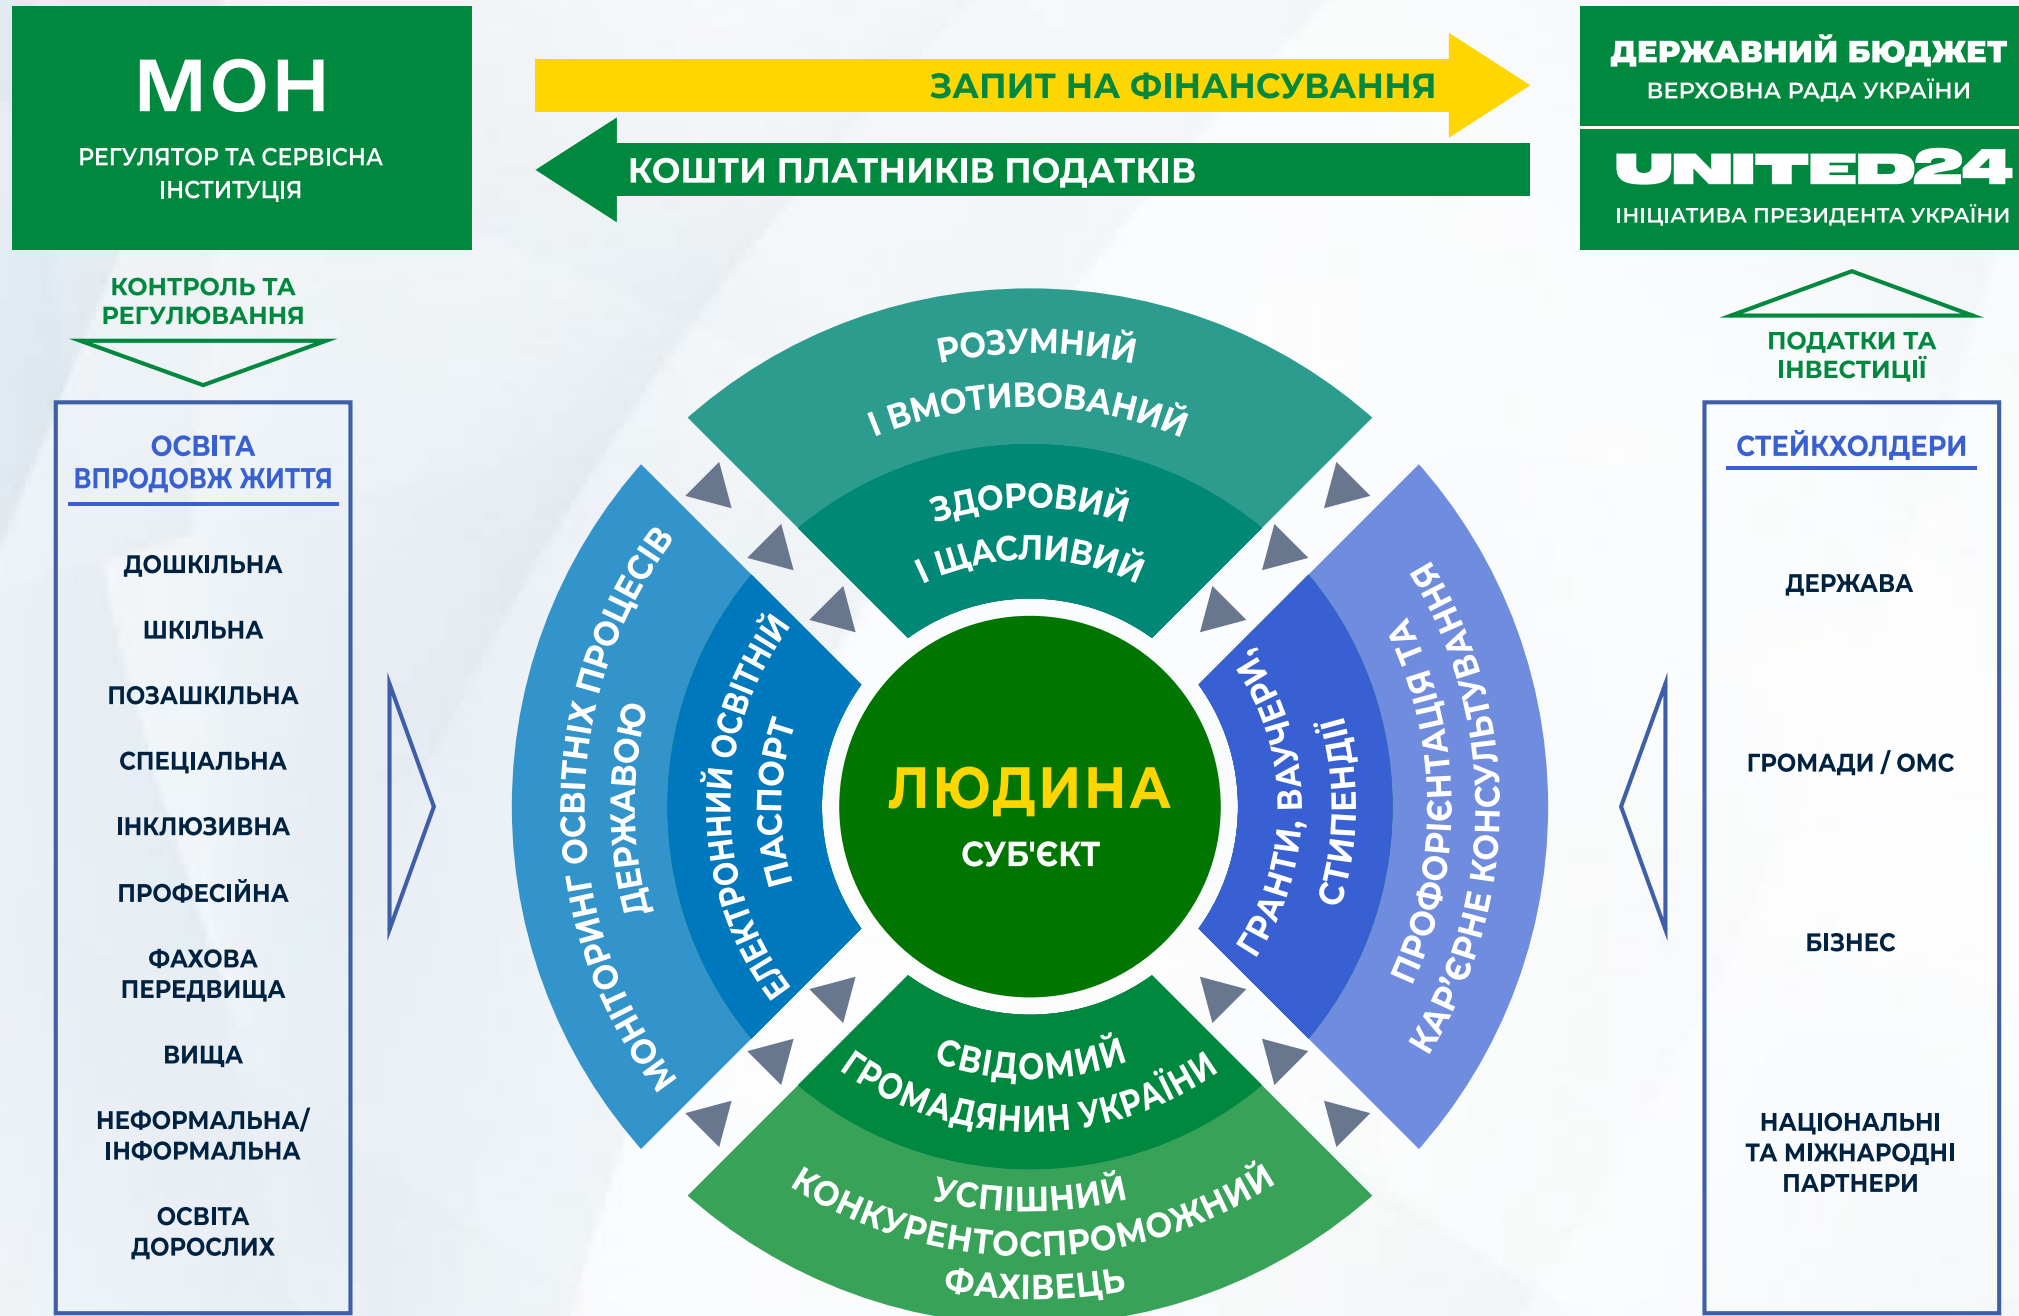 МОН
РЕГУЛЯТОР ТА СЕРВІСНА
ІНСТИТУЦІЯ
ЗАПИТ НА ФІНАНСУВАННЯ
КОШТИ ПЛАТНИКІВ ПОДАТКІВ
ДЕРЖАВНИЙ БЮДЖЕТ
ВЕРХОВНА РАДА УКРАЇНИ
UNITED24
ІНІЦІАТИВА ПРЕЗИДЕНТА УКРАЇНИ
КОНТРОЛЬ ТА
РЕГУЛЮВАННЯ
ОСВІТА
ВПРОДОВЖ ЖИТТЯ
ДОШКІЛЬНА
ШКІЛЬНА
ПОЗАШКІЛЬНА
СПЕЦІАЛЬНА
ІНКЛЮЗИВНА
ПРОФЕСІЙНА
ФАХОВА
ПЕРЕДВИЩА
ВИЩА
НЕФОРМАЛЬНА/
ІНФОРМАЛЬНА
ОСВІТА
ДОРОСЛИХ
РОЗУМНИЙ
І ВМОТИВОВАНИЙ
ЗДОРОВИЙ
І ЩАСЛИВИЙ
МОНІТОРИНГ ОСВІТНІХ ПРОЦЕСІВ
ДЕРЖАВОЮ
ЕЛЕКТРОННИЙ ОСВІТНІЙ
ПАСПОРТ
ЛЮДИНА
СУБ'ЄКТ
ГРАНТИ, ВАУЧЕРИ,
СТИПЕНДІЇ
ПРОФОРІЄНТАЦІЯ ТА
КАР'ЄРНЕ КОНСУЛЬТУВАННЯ
СВІДОМИЙ
ГРОМАДЯНИН УКРАЇНИ
УСПІШНИЙ
КОНКУРЕНТОСПРОМОЖНИЙ
ФАХІВЕЦЬ
ПОДАТКИ ТА
ІНВЕСТИЦІЇ
СТЕЙКХОЛДЕРИ
ДЕРЖАВА
ГРОМАДИ / ОМС
БІЗНЕС
НАЦІОНАЛЬНІ
ТА МІЖНАРОДНІ
ПАРТНЕРИ